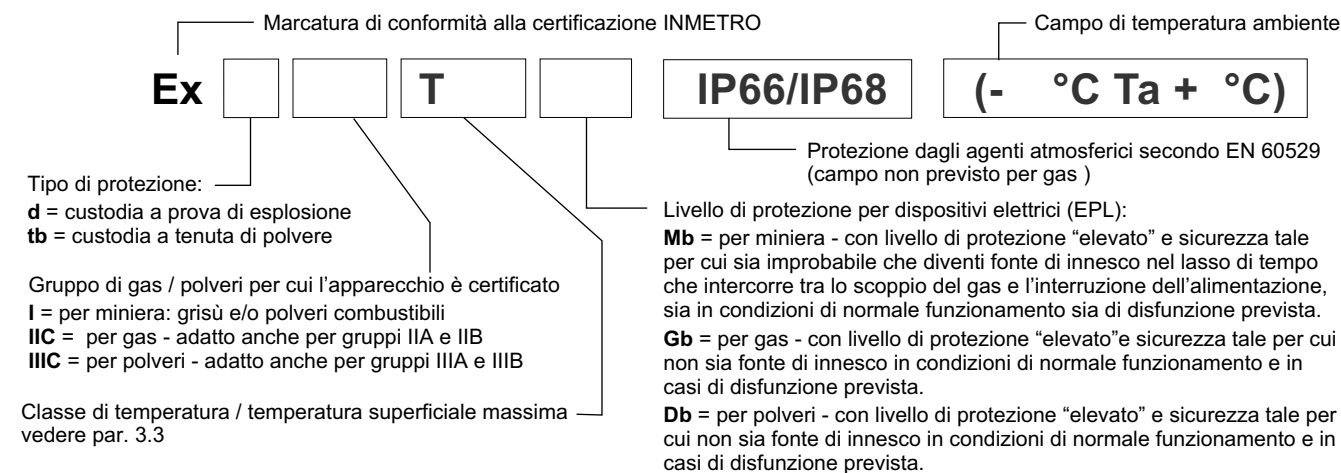 Marcatura di conformità alla certificazione INMETRO
Campo di temperatura ambiente
Ex T IP66/IP68 (- °C Ta + °C)
Protezione dagli agenti atmosferici secondo EN 60529
(campo non previsto per gas )
Tipo di protezione:
d = custodia a prova di esplosione
tb = custodia a tenuta di polvere
Gruppo di gas / polveri per cui l'apparecchio è certificato
I = per miniera: grisù e/o polveri combustibili
IIC = per gas - adatto anche per gruppi IIA e IIB
IIIC = per polveri - adatto anche per gruppi IIIA e IIIB
Classe di temperatura / temperatura superficiale massima
vedere par. 3.3
Livello di protezione per dispositivi elettrici (EPL):
Mb = per miniera - con livello di protezione “elevato” e sicurezza tale
per cui sia improbabile che diventi fonte di innesco nel lasso di tempo
che intercorre tra lo scoppio del gas e l'interruzione dell'alimentazione,
sia in condizioni di normale funzionamento sia di disfunzione prevista.
Gb = per gas - con livello di protezione “elevato”e sicurezza tale per cui
non sia fonte di innesco in condizioni di normale funzionamento e in
casi di disfunzione prevista.
Db = per polveri - con livello di protezione “elevato” e sicurezza tale per
cui non sia fonte di innesco in condizioni di normale funzionamento e in
casi di disfunzione prevista.